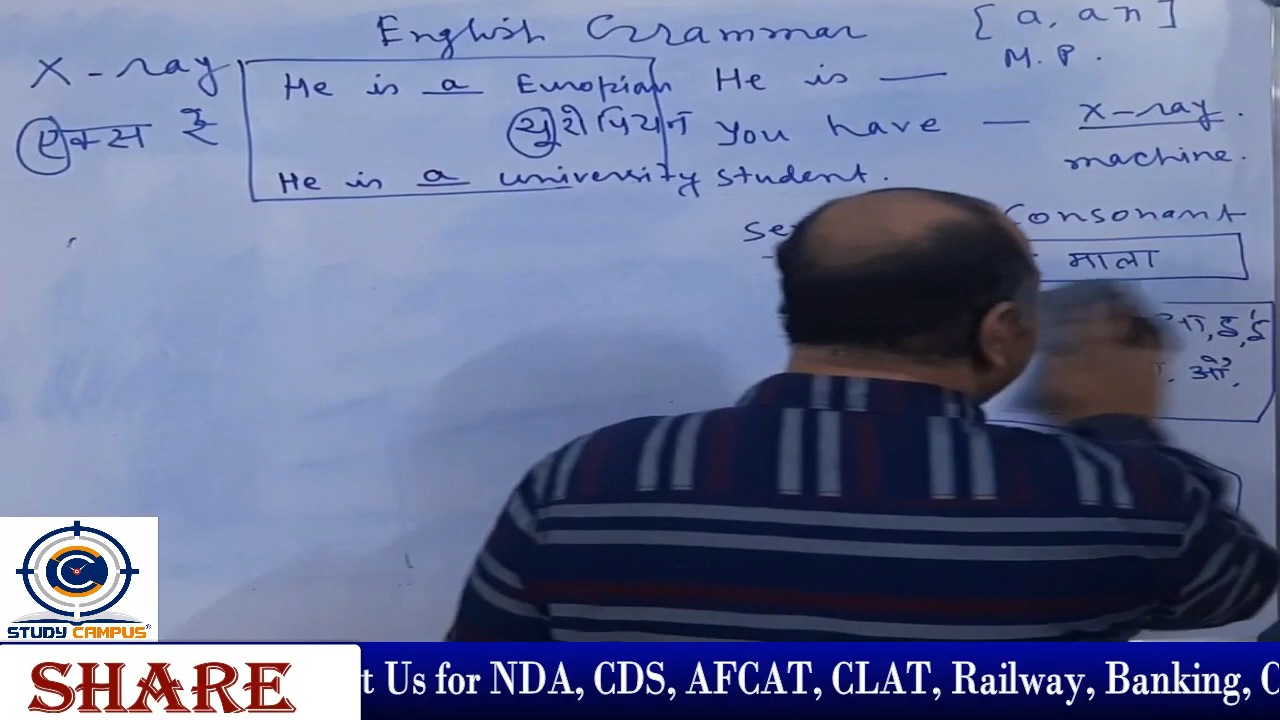 English Grammar
[ a, an ]
X-ray
एक्स रे
He is a Europian
यूरोपियन
He is a university student.
He is — M.P.
You have — x-ray machine.
Consonant
माला
औ,
STUDY CAMPUS
SHARE
t Us for NDA, CDS, AFCAT, CLAT, Railway, Banking, C